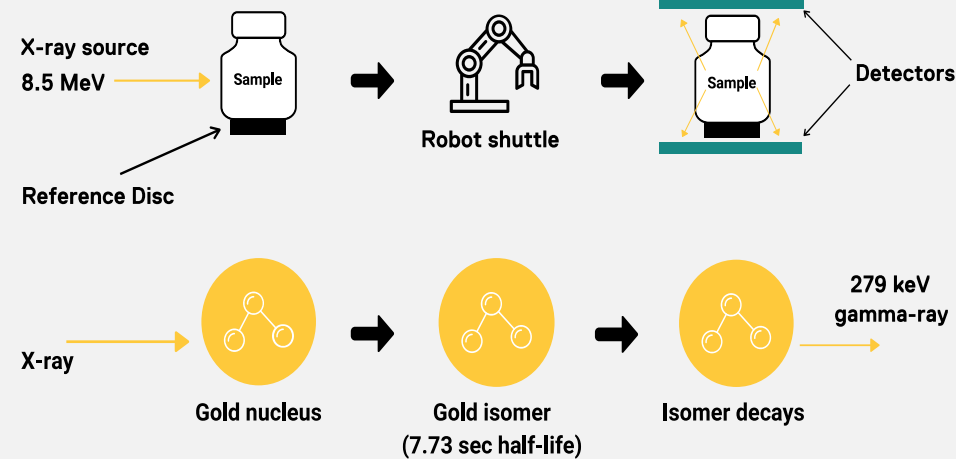 X-ray source
8.5 MeV
Sample
Reference Disc
Robot shuttle
Sample
Detectors
X-ray
Gold nucleus
Gold isomer
(7.73 sec half-life)
Isomer decays
279 keV
gamma-ray